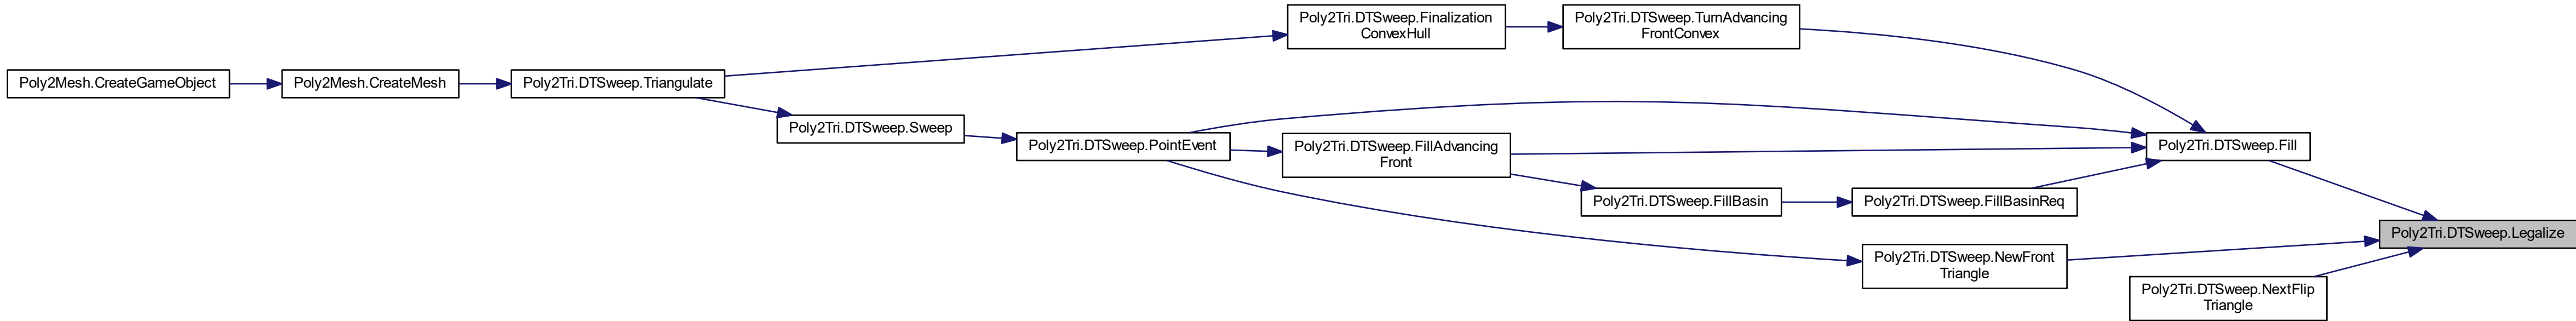 Poly2Mesh.CreateGameObject
Poly2Mesh.CreateMesh
Poly2Tri.DTSweep.Triangulate
Poly2Tri.DTSweep.Finalization
ConvexHull
Poly2Tri.DTSweep.TurnAdvancing
FrontConvex
Poly2Tri.DTSweep.Sweep
Poly2Tri.DTSweep.PointEvent
Poly2Tri.DTSweep.FillAdvancing
Front
Poly2Tri.DTSweep.Fill
Poly2Tri.DTSweep.FillBasin
Poly2Tri.DTSweep.FillBasinReq
Poly2Tri.DTSweep.Legalize
Poly2Tri.DTSweep.NewFront
Triangle
Poly2Tri.DTSweep.NextFlip
Triangle